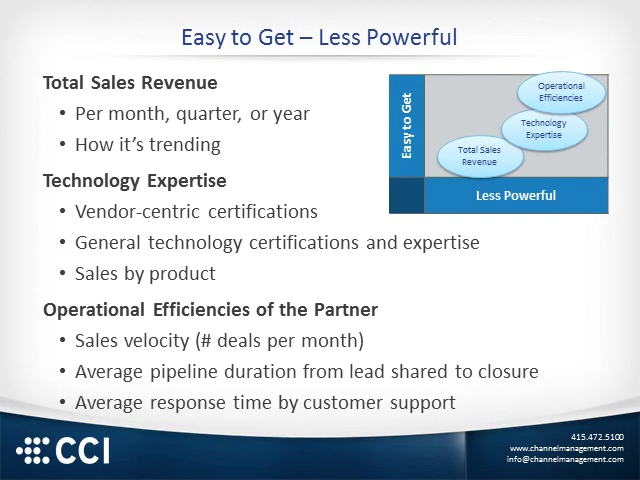 Easy to Get – Less Powerful
Total Sales Revenue
• Per month, quarter, or year
• How it's trending
Technology Expertise
• Vendor-centric certifications
• General technology certifications and expertise
• Sales by product
Operational Efficiencies of the Partner
• Sales velocity (# deals per month)
• Average pipeline duration from lead shared to closure
• Average response time by customer support
Easy to Get
Operational
Efficiencies
Technology
Expertise
Total Sales
Revenue
Less Powerful
CCI
415.472.5100
www.channelmanagement.com
info@channelmanagement.com